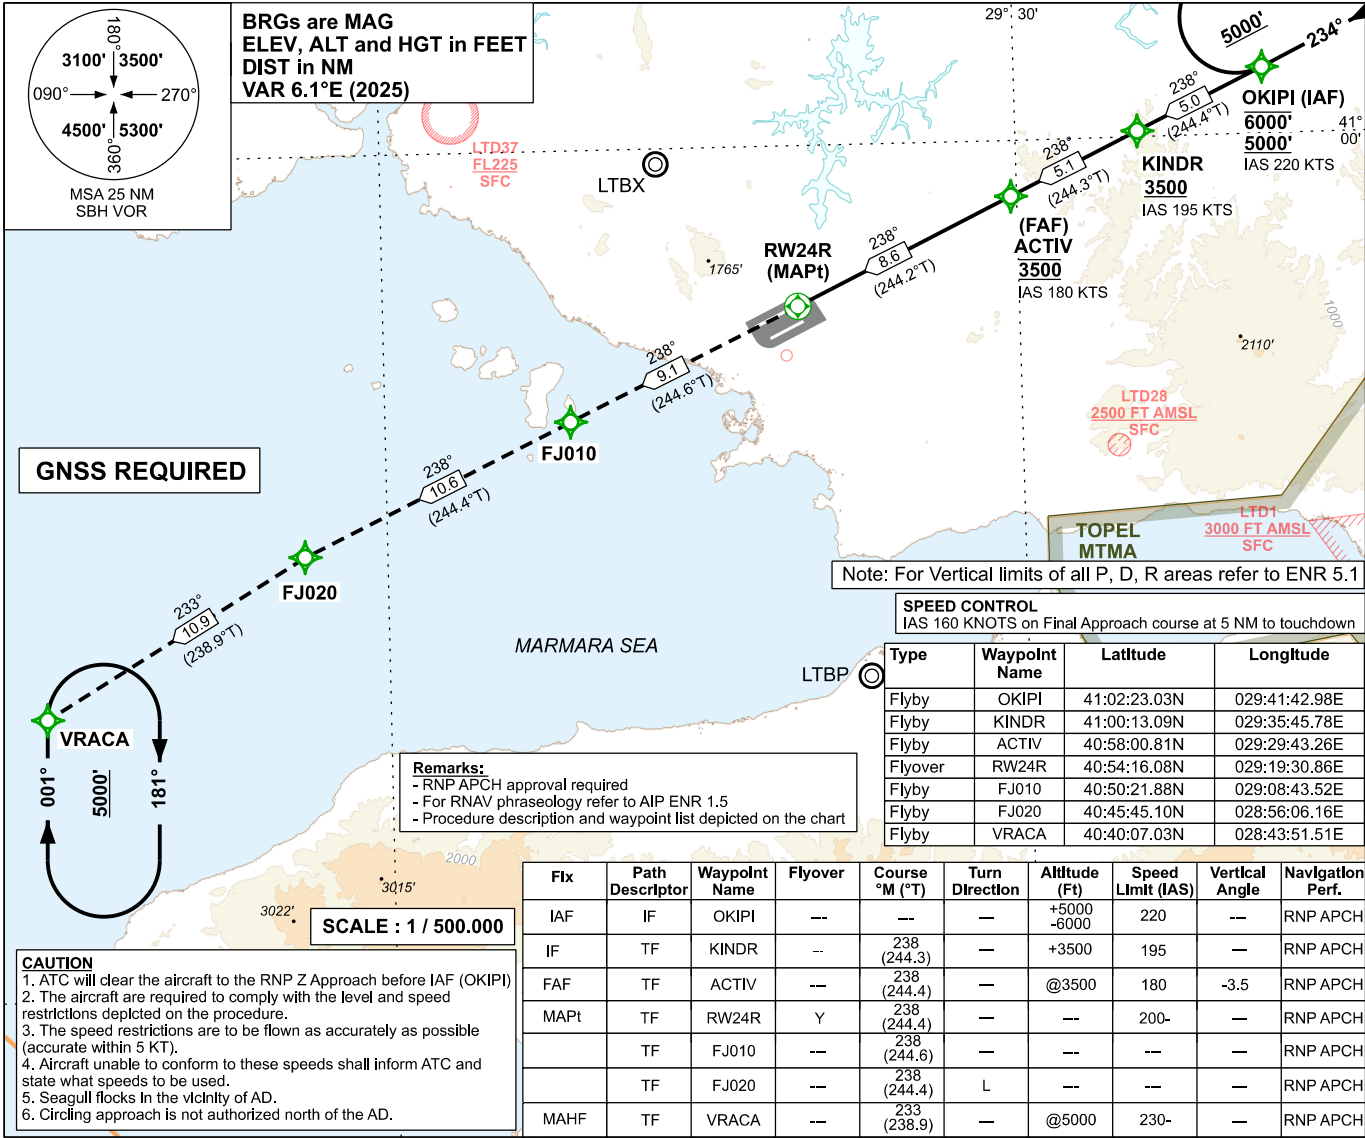 BRGs are MAG
ELEV, ALT and HGT in FEET
DIST in NM
VAR 6.1°E (2025)
180°
3100' 3500'
090° 270°
4500' 5300'
360°
MSA 25 NM
SBH VOR
LTD37
FL225
SFC
LTBX
1765'
29° 30'
5000'
234°
OKIPI (IAF)
6000'
5000'
IAS 220 KTS
41°
00'
238°
5.0
(244.4°T)
KINDR
3500
IAS 195 KTS
238°
5.1
(244.3°T)
(FAF)
ACTIV
3500
IAS 180 KTS
238°
8.6
(244.2°T)
RW24R
(MAPt)
1000
2110'
238°
9.1
(244.6°T)
LTD28
2500 FT AMSL
SFC
FJ010
GNSS REQUIRED
238°
10.6
(244.4°T)
FJ020
TOPEL
MTMA
LTD1
3000 FT AMSL
SFC
Note: For Vertical limits of all P, D, R areas refer to ENR 5.1
SPEED CONTROL
IAS 160 KNOTS on Final Approach course at 5 NM to touchdown
233°
10.9
(238.9°T)
MARMARA SEA
LTBP
VRACA
001°
5000'
181°
Type Waypoint Name Latitude Longitude
Flyby OKIPI 41:02:23.03N 029:41:42.98E
Flyby KINDR 41:00:13.09N 029:35:45.78E
Flyby ACTIV 40:58:00.81N 029:29:43.26E
Flyover RW24R 40:54:16.08N 029:19:30.86E
Flyby FJ010 40:50:21.88N 029:08:43.52E
Flyby FJ020 40:45:45.10N 028:56:06.16E
Flyby VRACA 40:40:07.03N 028:43:51.51E
Remarks:
- RNP APCH approval required
- For RNAV phraseology refer to AIP ENR 1.5
- Procedure description and waypoint list depicted on the chart
2000
3015'
3022'
SCALE : 1 / 500.000
CAUTION
1. ATC will clear the aircraft to the RNP Z Approach before IAF (OKIPI)
2. The aircraft are required to comply with the level and speed
restrictions depicted on the procedure.
3. The speed restrictions are to be flown as accurately as possible
(accurate within 5 KT).
4. Aircraft unable to conform to these speeds shall inform ATC and
state what speeds to be used.
5. Seagull flocks in the vicinity of AD.
6. Circling approach is not authorized north of the AD.
Fix Path Descriptor Waypoint Name Flyover Course °M (°T) Turn Direction Altitude (Ft) Speed Limit (IAS) Vertical Angle Navigation Perf.
IAF IF OKIPI --- --- — +5000 -6000 220 --- RNP APCH
IF TF KINDR -- 238 (244.3) — +3500 195 — RNP APCH
FAF TF ACTIV --- 238 (244.4) — @3500 180 -3.5 RNP APCH
MAPt TF RW24R Y 238 (244.4) — --- 200- — RNP APCH
TF FJ010 --- 238 (244.6) — --- --- — RNP APCH
TF FJ020 --- 238 (244.4) L --- --- — RNP APCH
MAHF TF VRACA --- 233 (238.9) — @5000 230- — RNP APCH